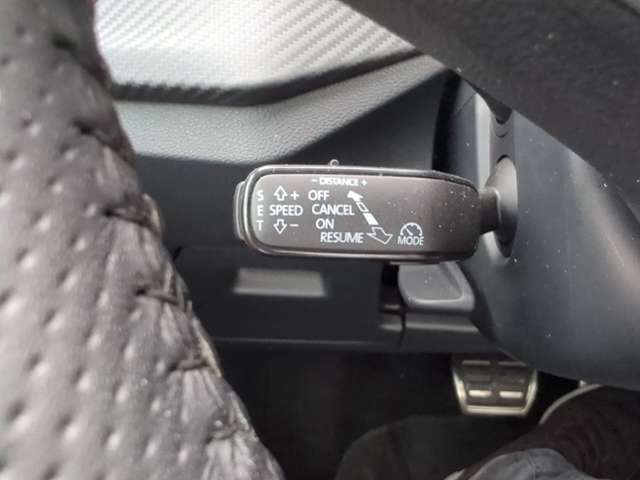 - DISTANCE +
S + OFF
E SPEED CANCEL
T - ON
RESUME MODE